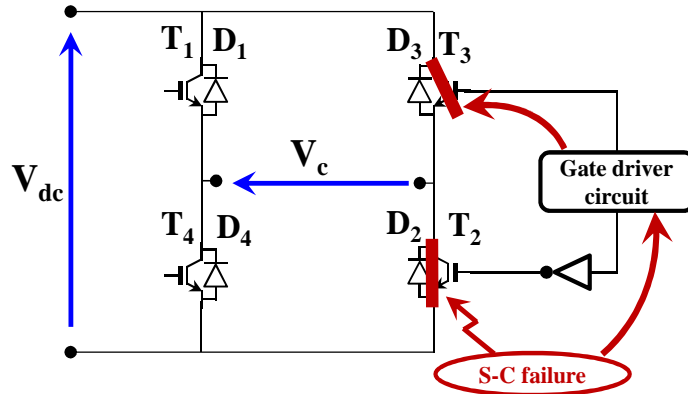 T1 D1
D3 T3
Vdc
Vc
Gate driver
circuit
T4 D4
D2 T2
S-C failure